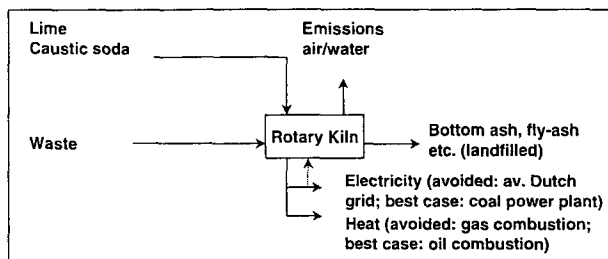 Lime
Caustic soda
Emissions
air/water
Waste
Rotary Kiln
Bottom ash, fly-ash
etc. (landfilled)
Electricity (avoided: av. Dutch
grid; best case: coal power plant)
Heat (avoided: gas combustion;
best case: oil combustion)